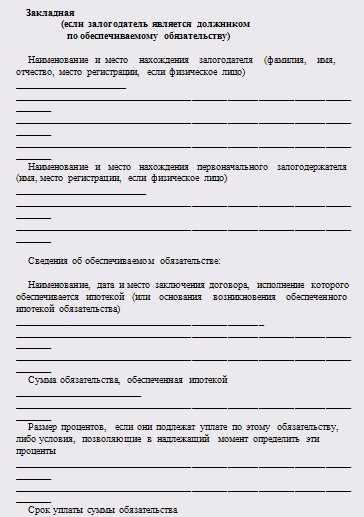 Закладная
(если залогодатель является должником
по обеспечиваемому обязательству)
Наименование и место нахождения залогодателя (фамилия, имя,
отчество, место регистрации, если физическое лицо)
Наименование и место нахождения первоначального залогодержателя
(имя, место регистрации, если физическое лицо)
Сведения об обеспечиваемом обязательстве:
Наименование, дата и место заключения договора, исполнение которого
обеспечивается ипотекой (или основания возникновения обеспеченного
ипотекой обязательства)
Сумма обязательства, обеспеченная ипотекой
Размер процентов, если они подлежат уплате по этому обязательству,
либо условия, позволяющие в надлежащий момент определить эти
проценты
Срок уплаты суммы обязательства